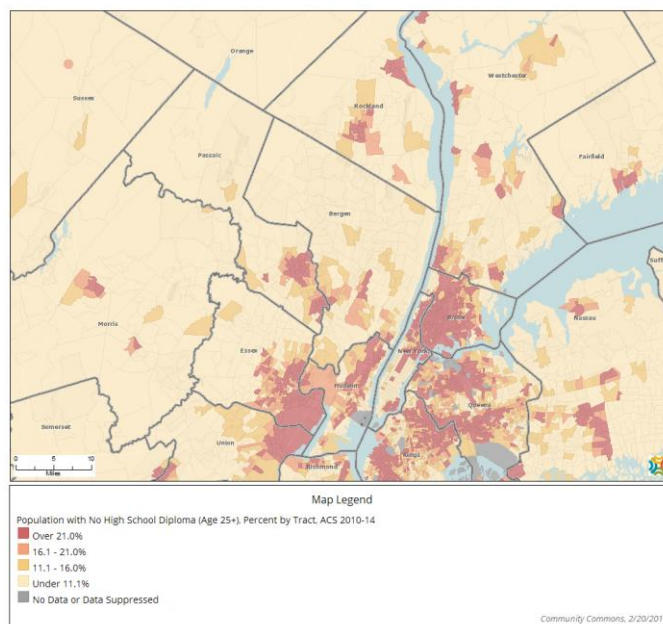 Orange
Westchester
Sussex
Rockland
Passaic
Fairfield
Bergen
Suff
Morris
Bronx
Nassau
Essex
New York
Hudson
Queens
Somerset
Union
Kings
Richmond
0 5 10
Miles
Map Legend
Population with No High School Diploma (Age 25+), Percent by Tract, ACS 2010-14
Over 21.0%
16.1 - 21.0%
11.1 - 16.0%
Under 11.1%
No Data or Data Suppressed
Community Commons, 2/20/201